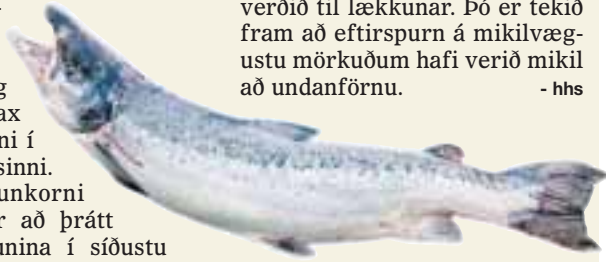 g
ax
ni í
sinni.
unkorni
r að þrátt
unina í síðustu
verðið til lækkunar. Þó er tekið
fram að eftirspurn á mikilvæg-
ustu mörkuðum hafi verið mikil
að undanförnu. - hhs